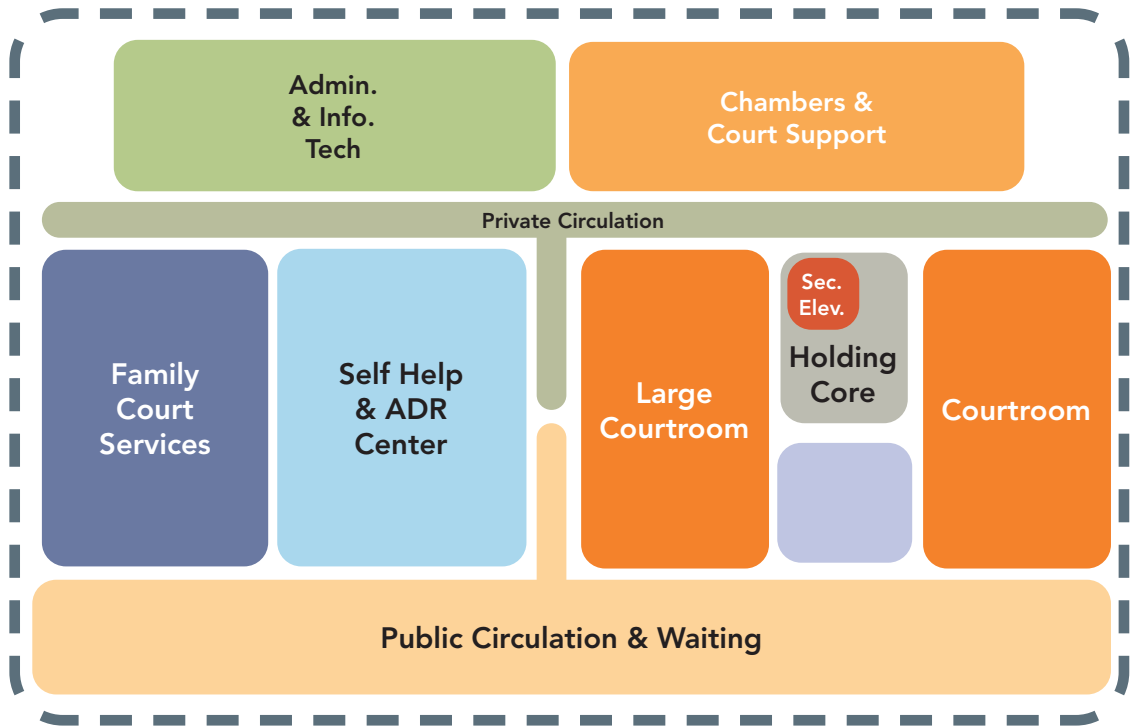 Admin.
& Info.
Tech
Chambers &
Court Support
Private Circulation
Family
Court
Services
Self Help
& ADR
Center
Large
Courtroom
Sec.
Elev.
Holding
Core
Courtroom
Public Circulation & Waiting